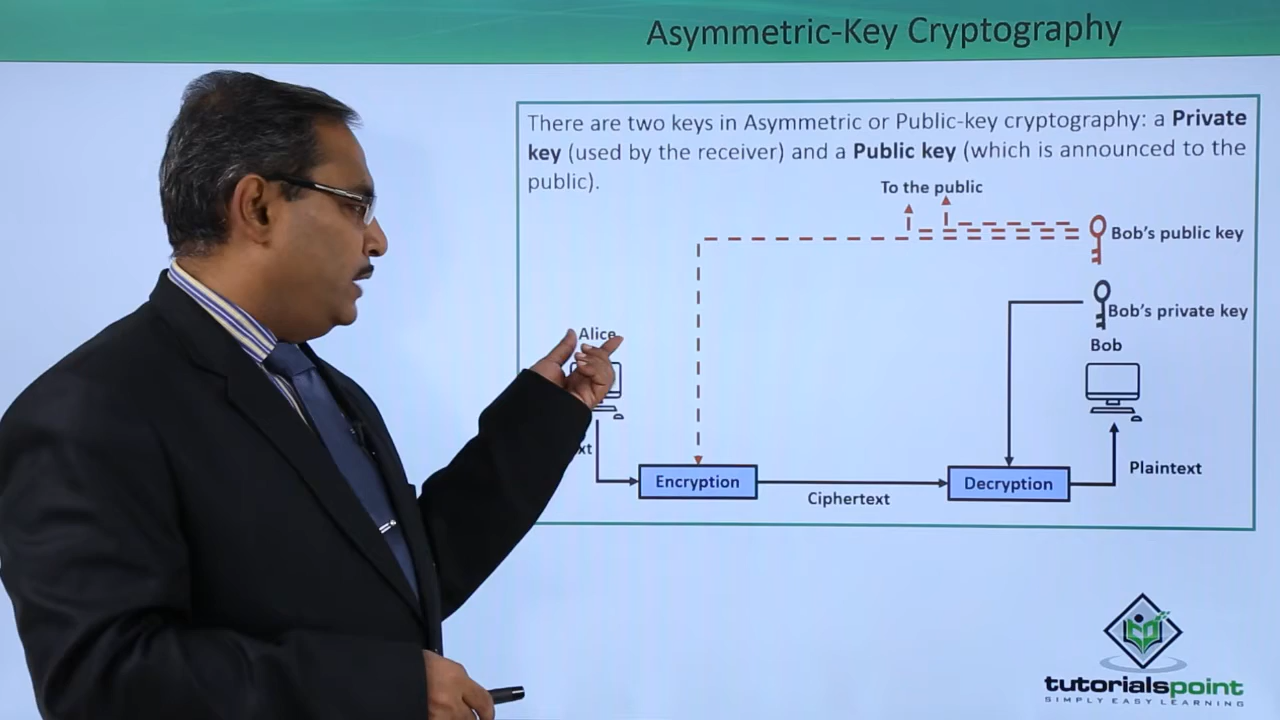 Asymmetric-Key Cryptography
There are two keys in Asymmetric or Public-key cryptography: a Private
key (used by the receiver) and a Public key (which is announced to the
public).
To the public
Bob's public key
Bob's private key
Alice
Bob
xt
Plaintext
Encryption
Decryption
Ciphertext
tutorialspoint
SIMPLY EASY LEARNING